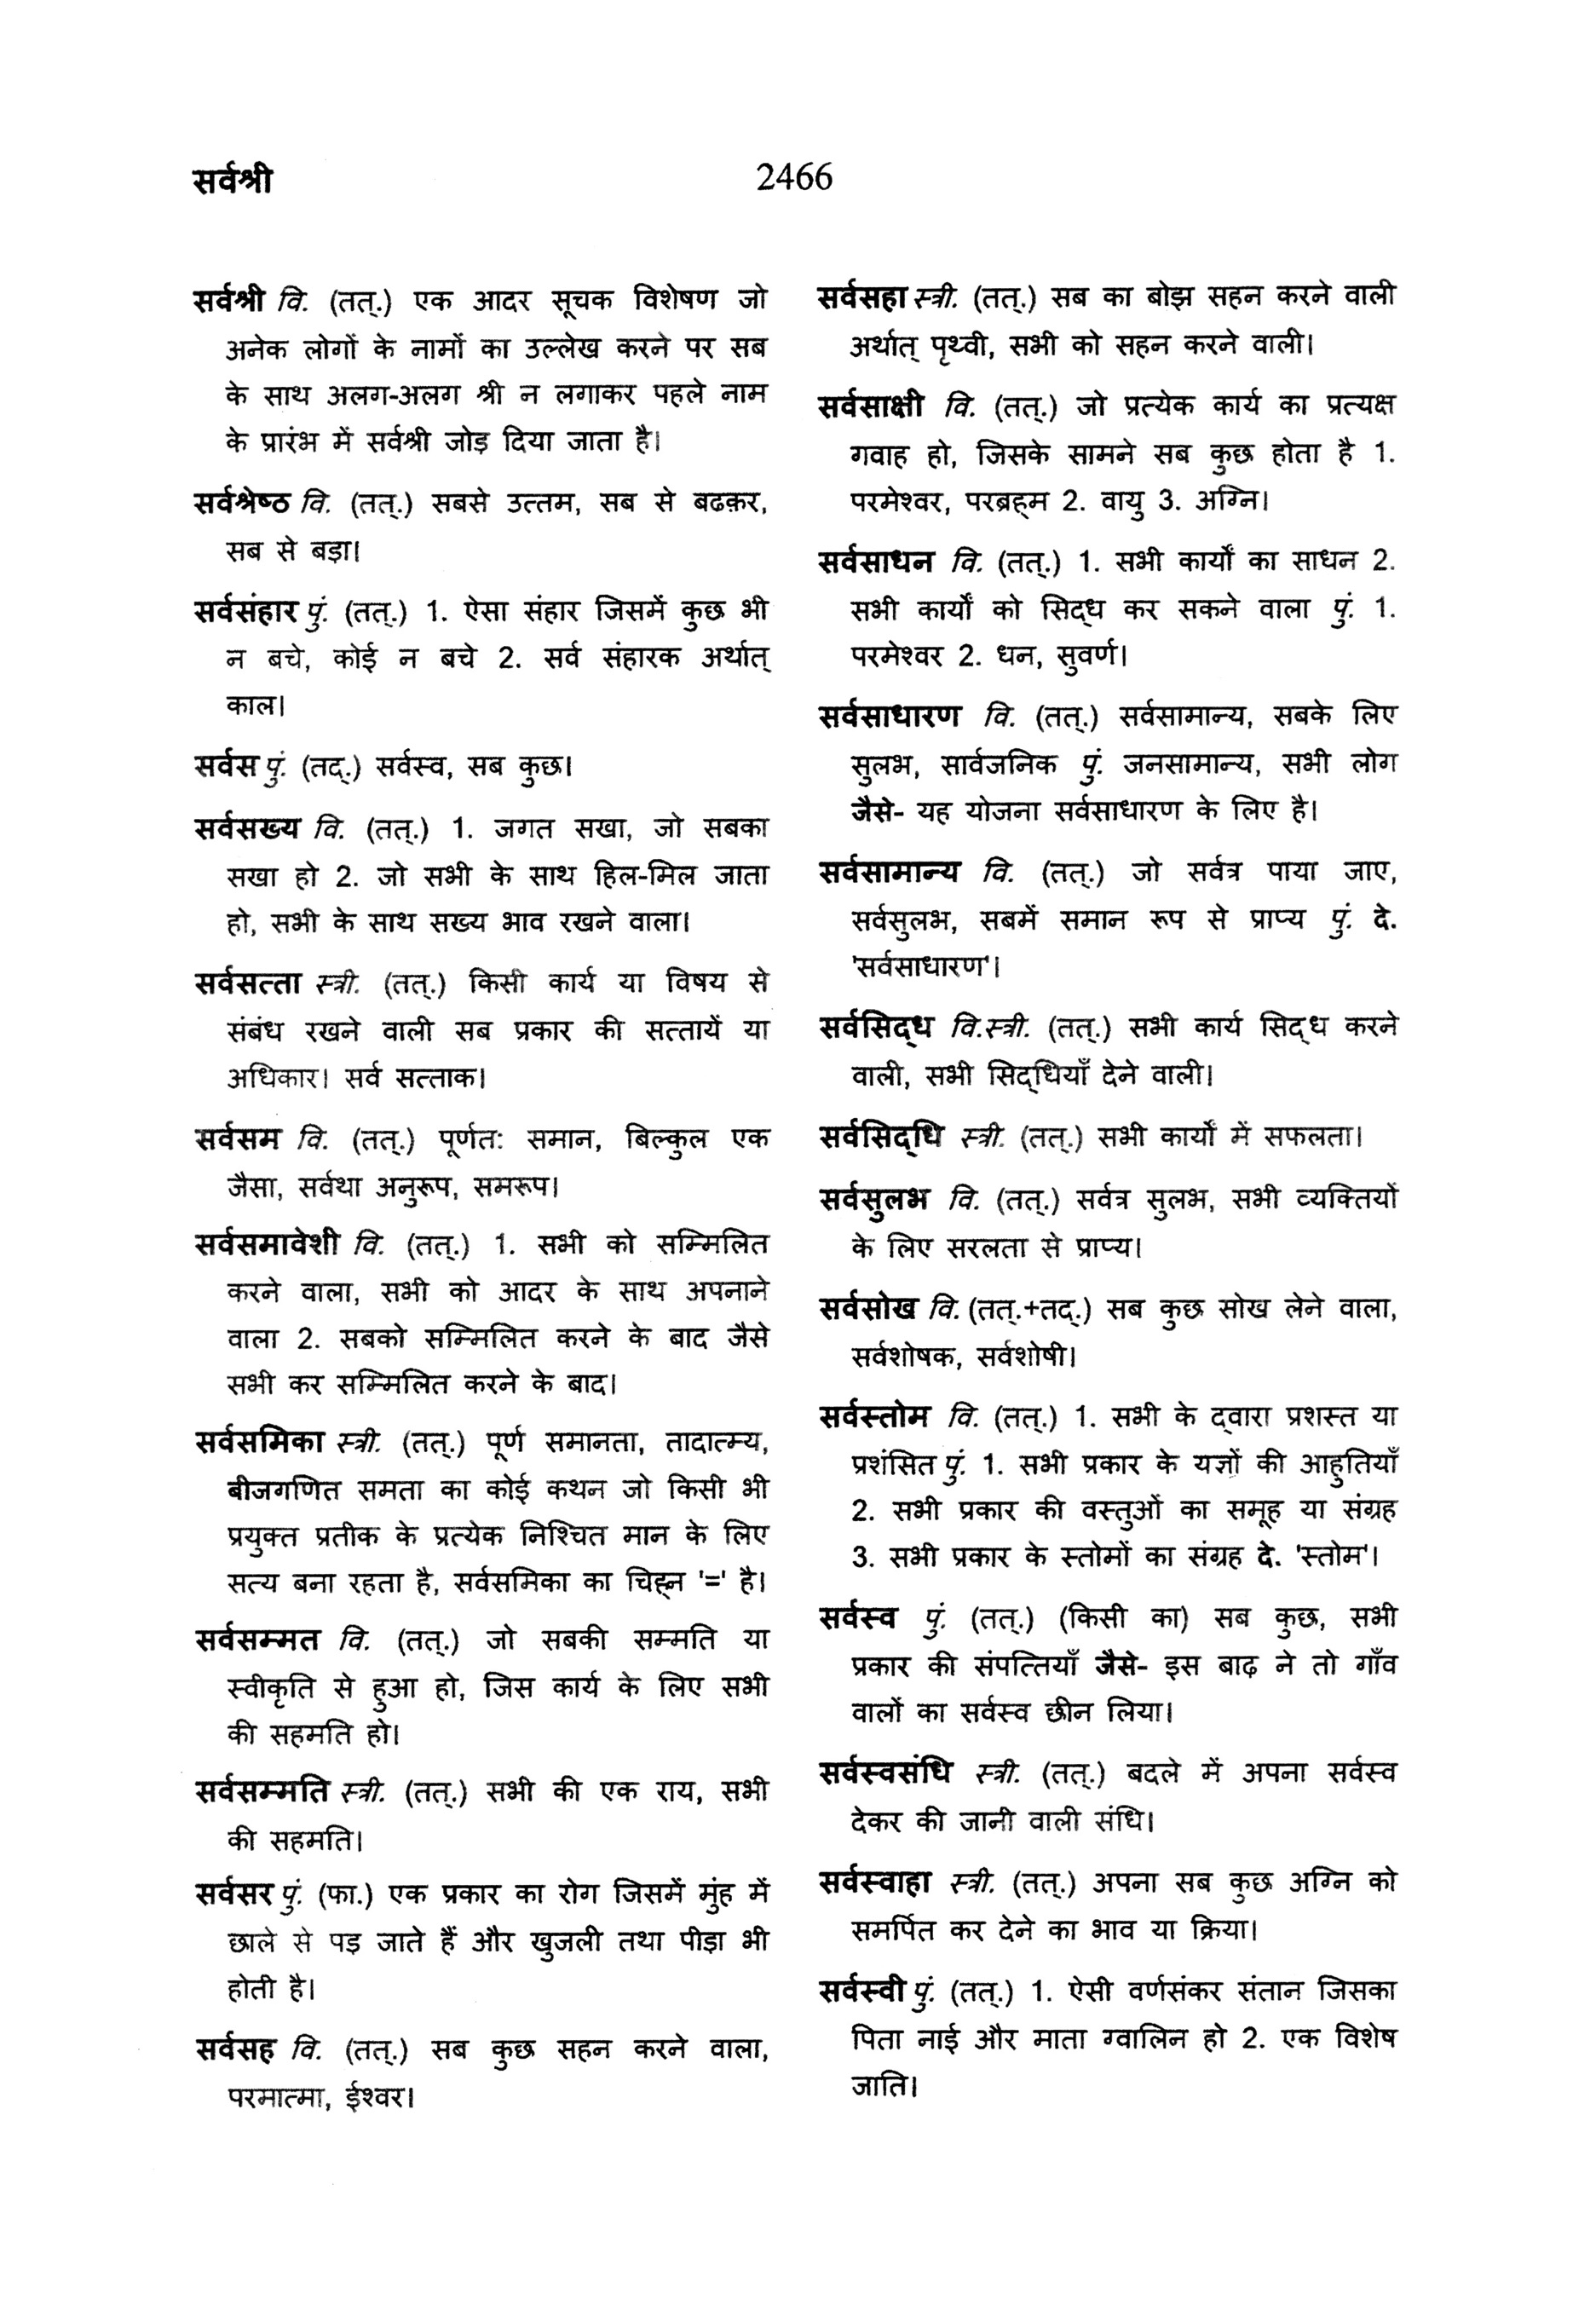 सर्वश्री
2466
सर्वश्री वि. (तत्.) एक आदर सूचक विशेषण जो
अनेक लोगों के नामों का उल्लेख करने पर सब
के साथ अलग-अलग श्री न लगाकर पहले नाम
के प्रारंभ में सर्वश्री जोड़ दिया जाता है।
सर्वश्रेष्ठ वि. (तत्.) सबसे उत्तम, सब से बढक़र,
सब से बड़ा।
सर्वसंहार पुं. (तत्.) 1. ऐसा संहार जिसमें कुछ भी
न बचे, कोई न बचे 2. सर्व संहारक अर्थात्
काल।
सर्वस पुं. (तद्.) सर्वस्व, सब कुछ।
सर्वसख्य वि. (तत्.) 1. जगत सखा, जो सबका
सखा हो 2. जो सभी के साथ हिल-मिल जाता
हो, सभी के साथ सख्य भाव रखने वाला।
सर्वसत्ता स्त्री. (तत्.) किसी कार्य या विषय से
संबंध रखने वाली सब प्रकार की सत्तायें या
अधिकार। सर्व सत्ताक।
सर्वसम वि. (तत्.) पूर्णत: समान, बिल्कुल एक
जैसा, सर्वथा अनुरूप, समरूप।
सर्वसमावेशी वि. (तत्.) 1. सभी को सम्मिलित
करने वाला, सभी को आदर के साथ अपनाने
वाला 2. सबको सम्मिलित करने के बाद जैसे
सभी कर सम्मिलित करने के बाद।
सर्वसमिका स्त्री. (तत्.) पूर्ण समानता, तादात्म्य,
बीजगणित समता का कोई कथन जो किसी भी
प्रयुक्त प्रतीक के प्रत्येक निश्चित मान के लिए
सत्य बना रहता है, सर्वसमिका का चिह्न '=' है।
सर्वसम्मत वि. (तत्.) जो सबकी सम्मति या
स्वीकृति से हुआ हो, जिस कार्य के लिए सभी
की सहमति हो।
सर्वसम्मति स्त्री. (तत्.) सभी की एक राय, सभी
की सहमति।
सर्वसर पुं. (फा.) एक प्रकार का रोग जिसमें मुंह में
छाले से पड़ जाते हैं और खुजली तथा पीड़ा भी
होती है।
सर्वसह वि. (तत्.) सब कुछ सहन करने वाला,
परमात्मा, ईश्वर।
सर्वसहा स्त्री. (तत्.) सब का बोझ सहन करने वाली
अर्थात् पृथ्वी, सभी को सहन करने वाली।
सर्वसाक्षी वि. (तत्.) जो प्रत्येक कार्य का प्रत्यक्ष
गवाह हो, जिसके सामने सब कुछ होता है 1.
परमेश्वर, परब्रह्म 2. वायु 3. अग्नि।
सर्वसाधन वि. (तत्.) 1. सभी कार्यों का साधन 2.
सभी कार्यों को सिद्ध कर सकने वाला पुं. 1.
परमेश्वर 2. धन, सुवर्ण।
सर्वसाधारण वि. (तत्.) सर्वसामान्य, सबके लिए
सुलभ, सार्वजनिक पुं. जनसामान्य, सभी लोग
जैसे- यह योजना सर्वसाधारण के लिए है।
सर्वसामान्य वि. (तत्.) जो सर्वत्र पाया जाए,
सर्वसुलभ, सबमें समान रूप से प्राप्य पुं. दे.
'सर्वसाधारण'।
सर्वसिद्ध वि.स्त्री. (तत्.) सभी कार्य सिद्ध करने
वाली, सभी सिद्धियाँ देने वाली।
सर्वसिद्धि स्त्री. (तत्.) सभी कार्यों में सफलता।
सर्वसुलभ वि. (तत्.) सर्वत्र सुलभ, सभी व्यक्तियों
के लिए सरलता से प्राप्य।
सर्वसोख वि. (तत्.+तद्.) सब कुछ सोख लेने वाला,
सर्वशोषक, सर्वशोषी।
सर्वस्तोम वि. (तत्.) 1. सभी के द्वारा प्रशस्त या
प्रशंसित पुं. 1. सभी प्रकार के यज्ञों की आहुतियाँ
2. सभी प्रकार की वस्तुओं का समूह या संग्रह
3. सभी प्रकार के स्तोमों का संग्रह दे. 'स्तोम'।
सर्वस्व पुं. (तत्.) (किसी का) सब कुछ, सभी
प्रकार की संपत्तियाँ जैसे- इस बाढ़ ने तो गाँव
वालों का सर्वस्व छीन लिया।
सर्वस्वसंधि स्त्री. (तत्.) बदले में अपना सर्वस्व
देकर की जानी वाली संधि।
सर्वस्वाहा स्त्री. (तत्.) अपना सब कुछ अग्नि को
समर्पित कर देने का भाव या क्रिया।
सर्वस्वी पुं. (तत्.) 1. ऐसी वर्णसंकर संतान जिसका
पिता नाई और माता ग्वालिन हो 2. एक विशेष
जाति।